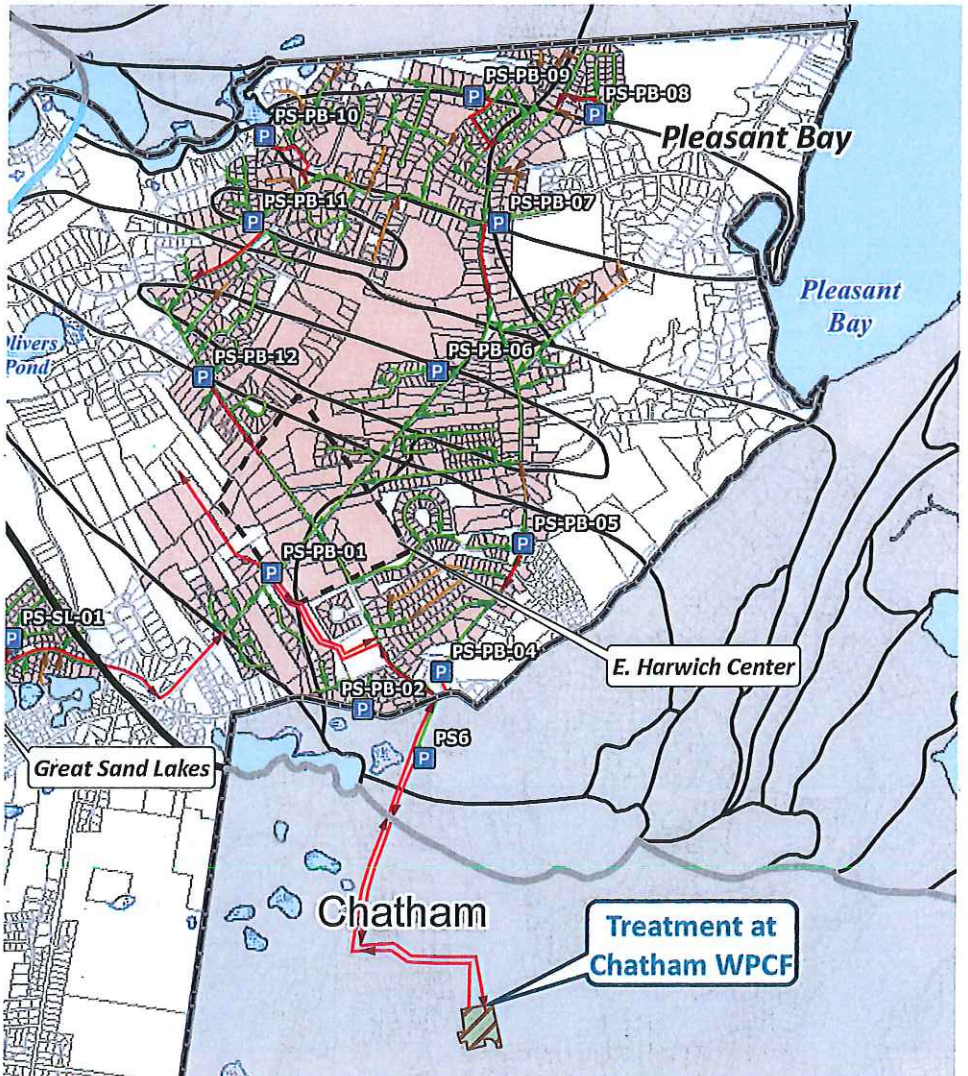 PS-PB-09
PS-PB-08
PS-PB-10
Pleasant Bay
PS-PB-11
PS-PB-07
Pleasant
Bay
PS-PB-06
PS-PB-12
Pond
PS-PB-05
PS-PB-01
PS-SL-01
PS-PB-04
E. Harwich Center
PS-PB-02
PS6
Great Sand Lakes
Chatham
Treatment at
Chatham WPCF
P
P
P
P
P
P
P
P
P
P
P
P
P